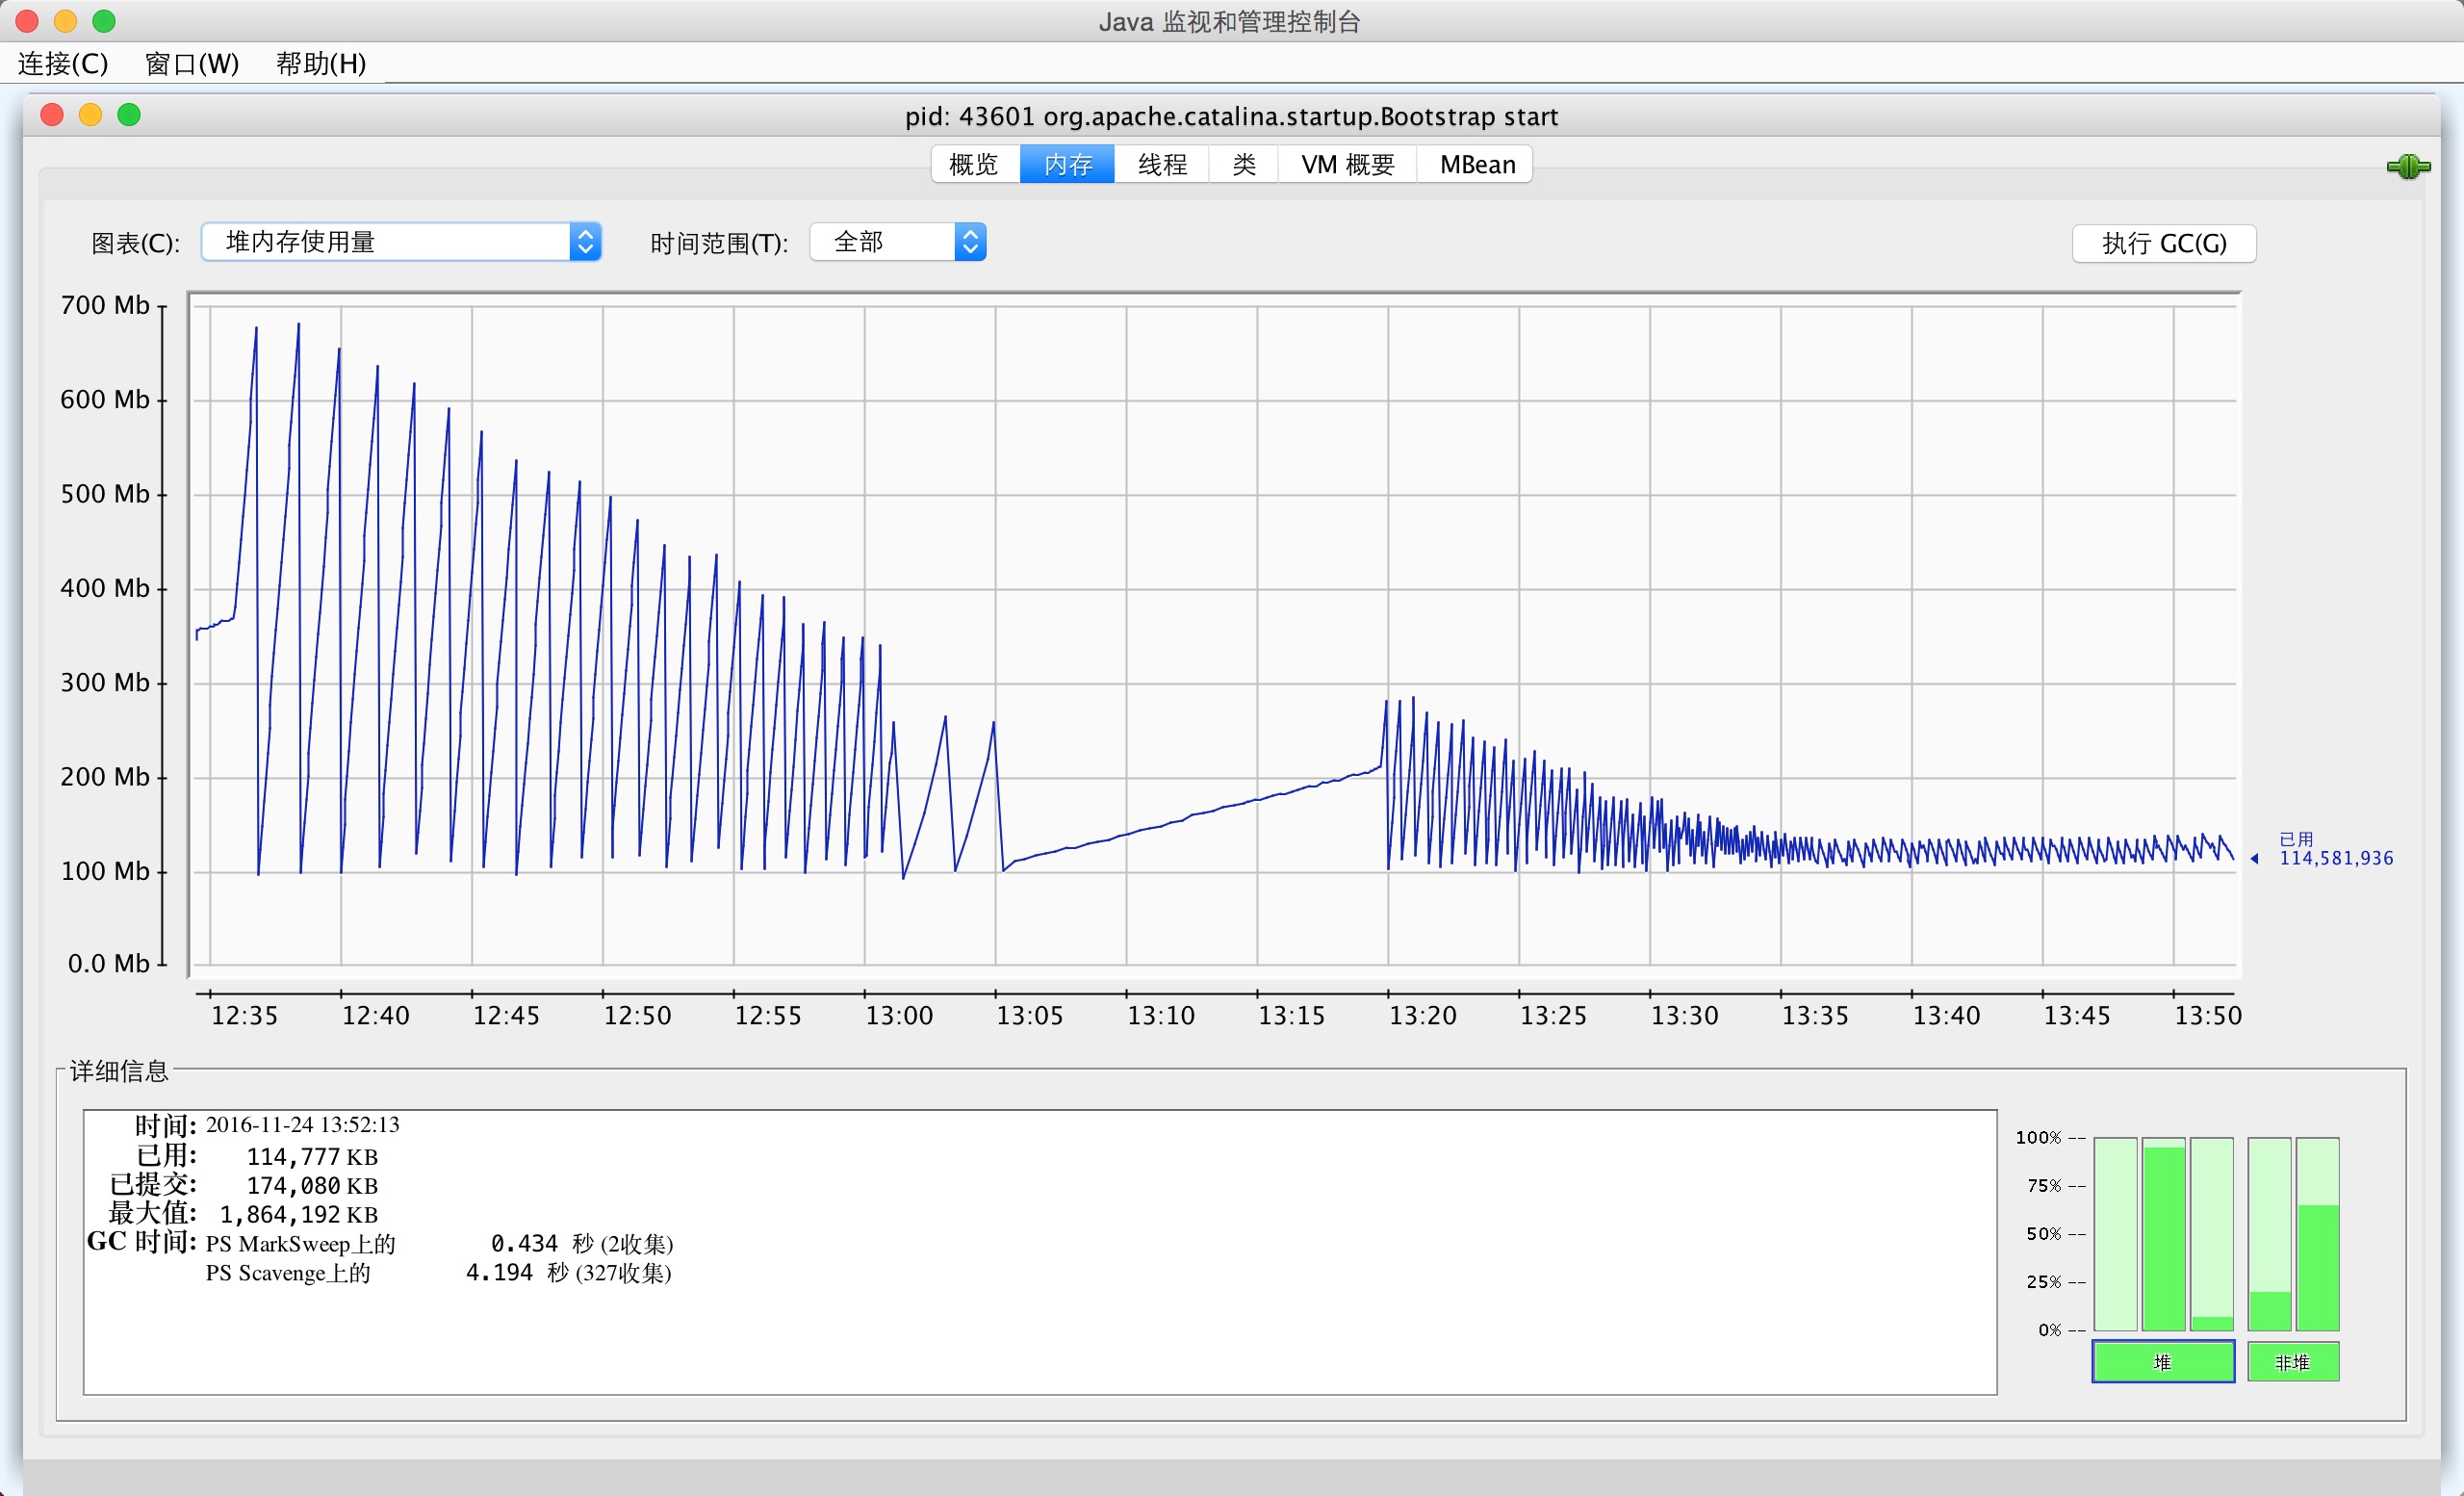 Java 监视和管理控制台
连接(C) 窗口(W) 帮助(H)
pid: 43601 org.apache.catalina.startup.Bootstrap start
概览 内存 线程 类 VM 概要 MBean
图表(C): 堆内存使用量 时间范围(T): 全部 执行 GC(G)
700 Mb
600 Mb
500 Mb
400 Mb
300 Mb
200 Mb
100 Mb
0.0 Mb
已用
114,581,936
12:35 12:40 12:45 12:50 12:55 13:00 13:05 13:10 13:15 13:20 13:25 13:30 13:35 13:40 13:45 13:50
详细信息
时间: 2016-11-24 13:52:13
已用: 114,777 KB
已提交: 174,080 KB
最大值: 1,864,192 KB
GC 时间: PS MarkSweep上的 0.434 秒 (2收集)
PS Scavenge上的 4.194 秒 (327收集)
100% --
75% --
50% --
25% --
0% --
堆 非堆